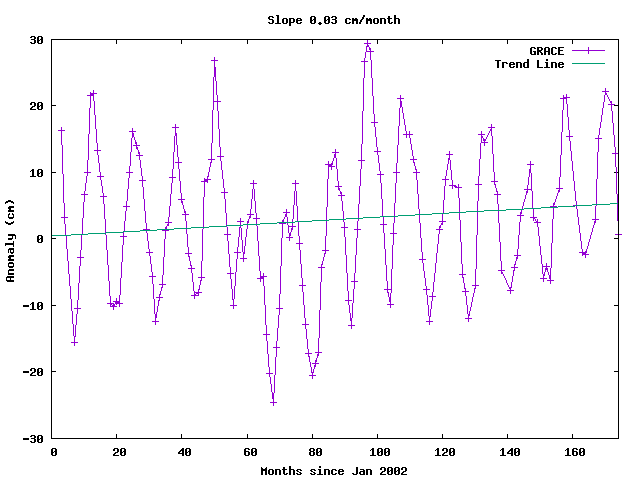 Slope 0.03 cm/month
GRACE
Trend Line
30
20
10
0
-10
-20
-30
Anomaly (cm)
0 20 40 60 80 100 120 140 160
Months since Jan 2002